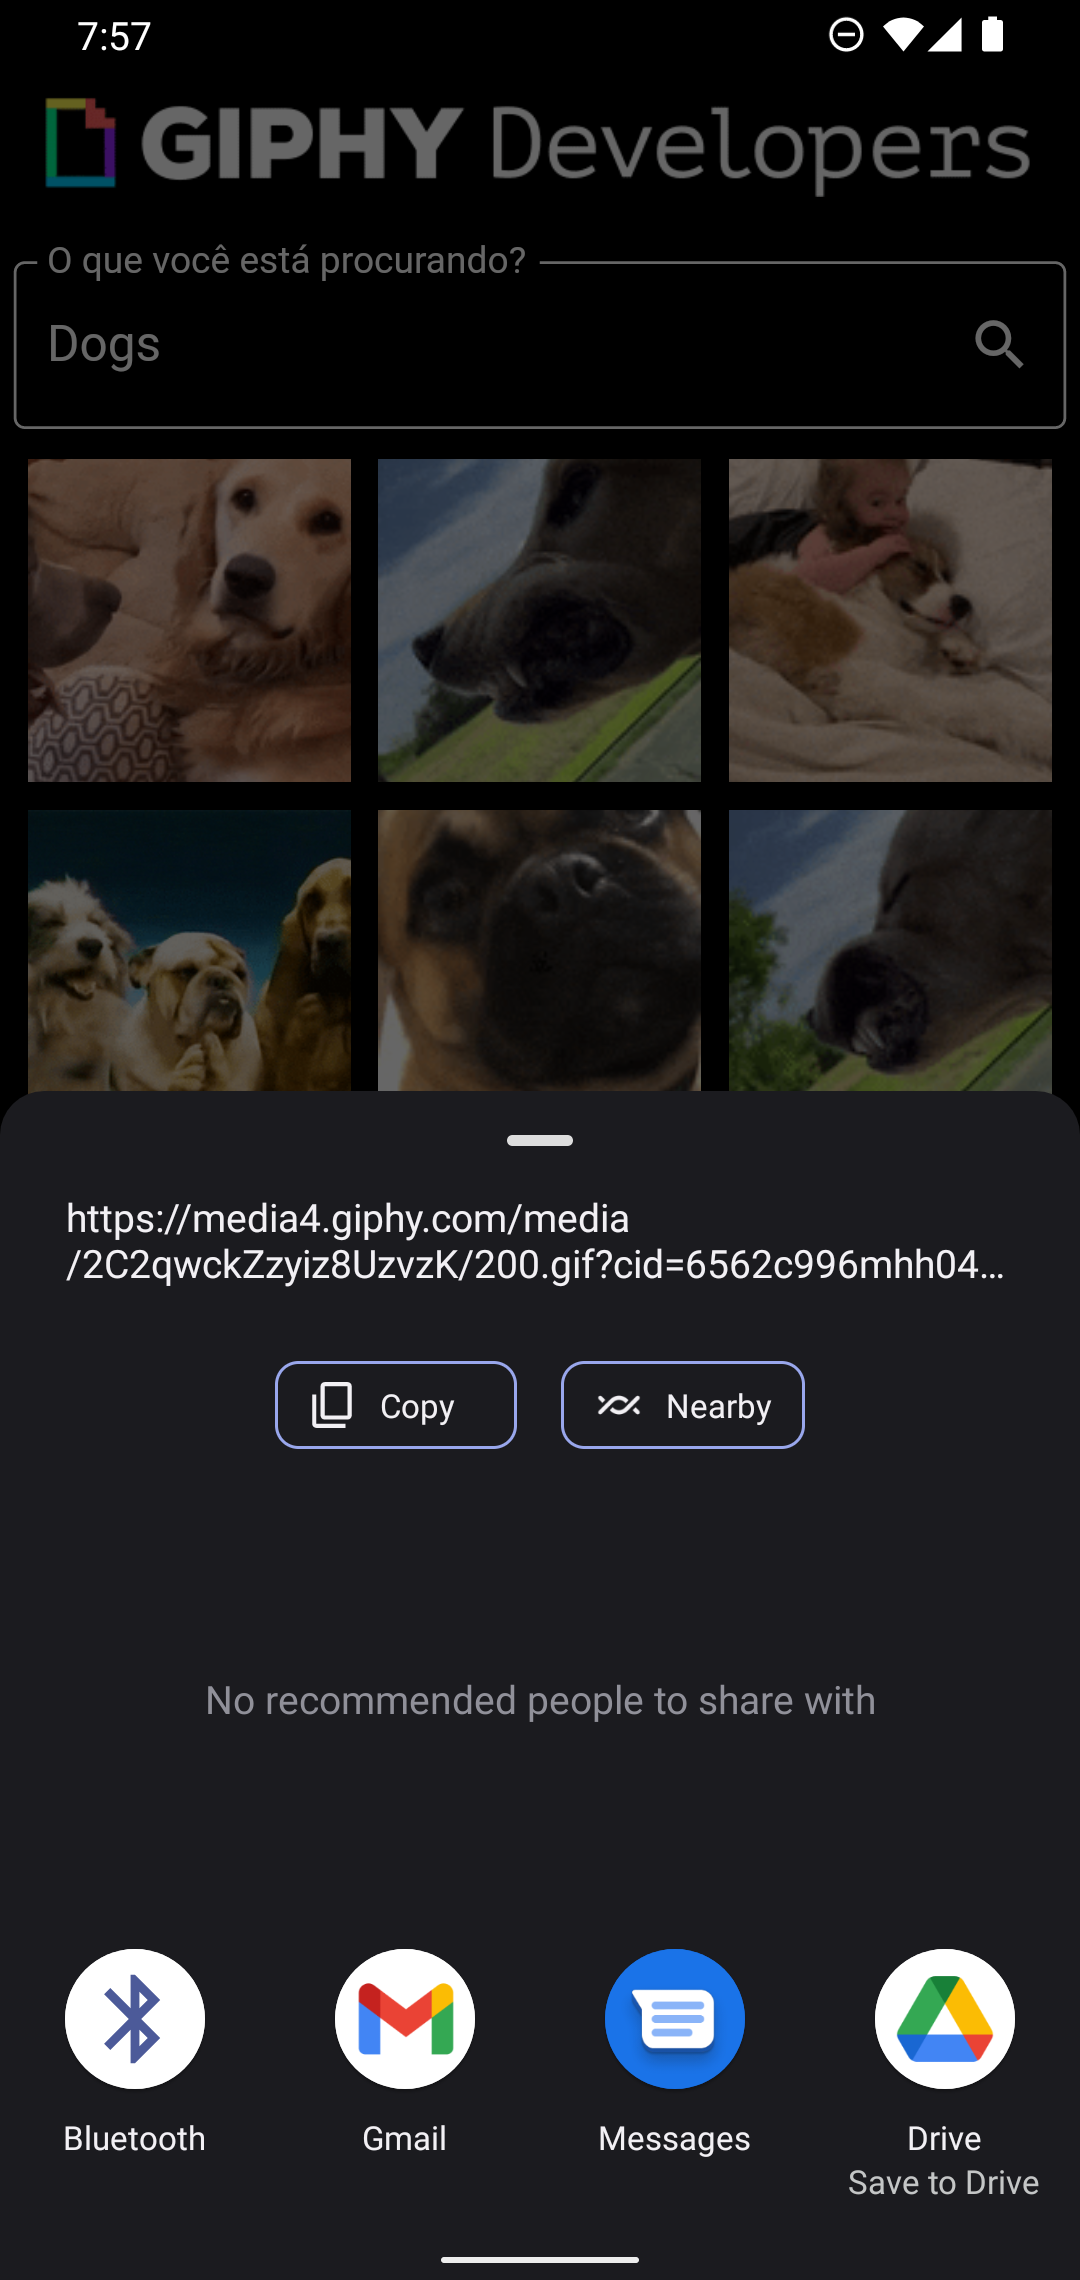 7:57
GIPHY Developers
O que você está procurando?
Dogs
https://media4.giphy.com/media
/2C2qwckZzyiz8UzvzK/200.gif?cid=6562c996mhh04...
Copy
Nearby
No recommended people to share with
Bluetooth
Gmail
Messages
Drive
Save to Drive